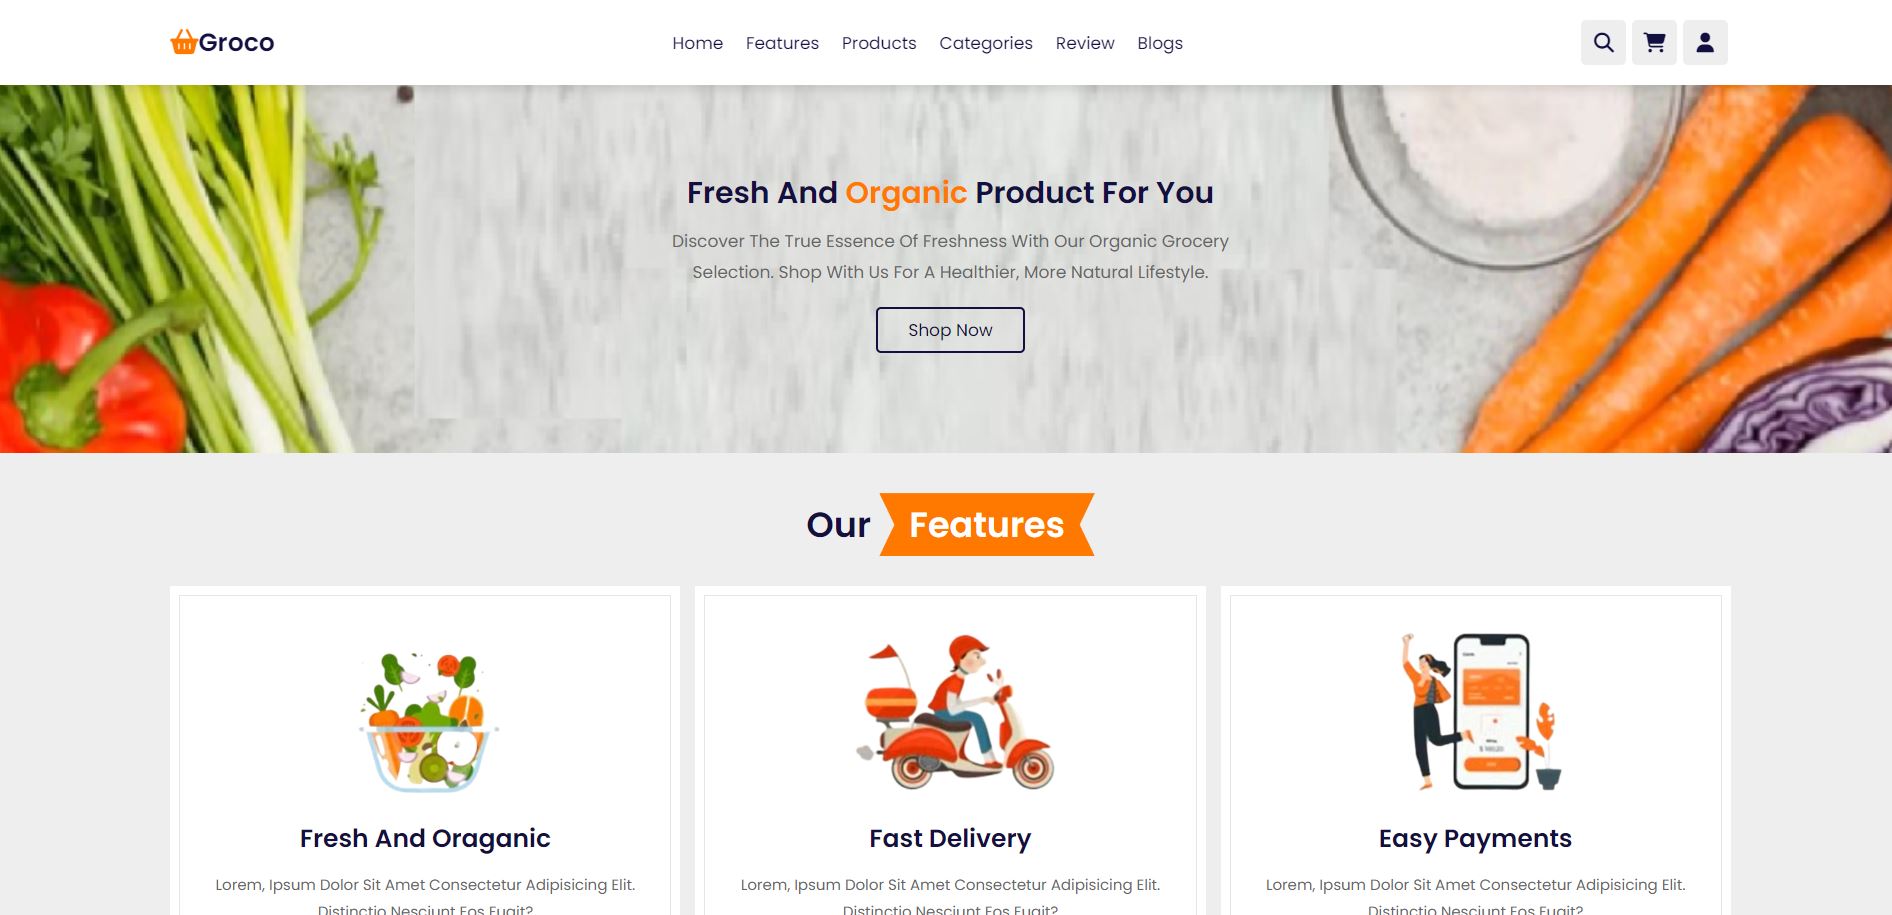 Groco
Home Features Products Categories Review Blogs
Fresh And Organic Product For You
Discover The True Essence Of Freshness With Our Organic Grocery
Selection. Shop With Us For A Healthier, More Natural Lifestyle.
Shop Now
Our Features
Fresh And Oraganic
Lorem, Ipsum Dolor Sit Amet Consectetur Adipisicing Elit.
Distinctio Nesciunt Eos Fugit?
Fast Delivery
Lorem, Ipsum Dolor Sit Amet Consectetur Adipisicing Elit.
Distinctio Nesciunt Eos Fugit?
Easy Payments
Lorem, Ipsum Dolor Sit Amet Consectetur Adipisicing Elit.
Distinctio Nesciunt Eos Fugit?